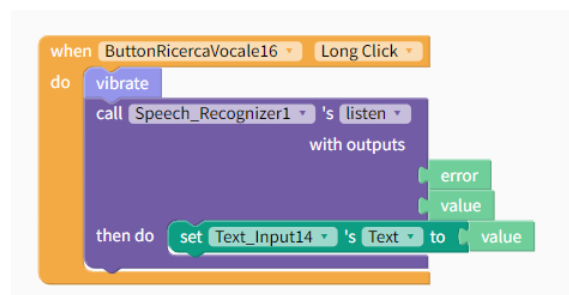 when ButtonRicercaVocale16 Long Click
do vibrate
call Speech_Recognizer1 's listen
with outputs
error
value
then do set Text_Input14 's Text to value